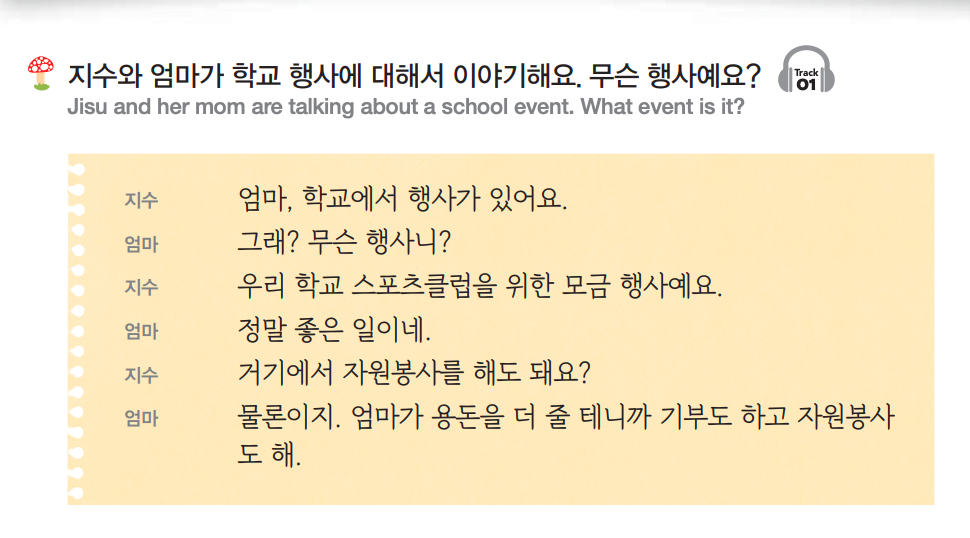 지수와 엄마가 학교 행사에 대해서 이야기해요. 무슨 행사예요?
Track
01
Jisu and her mom are talking about a school event. What event is it?
지수 엄마, 학교에서 행사가 있어요.
엄마 그래? 무슨 행사니?
지수 우리 학교 스포츠클럽을 위한 모금 행사예요.
엄마 정말 좋은 일이네.
지수 거기에서 자원봉사를 해도 돼요?
엄마 물론이지. 엄마가 용돈을 더 줄 테니까 기부도 하고 자원봉사
도 해.